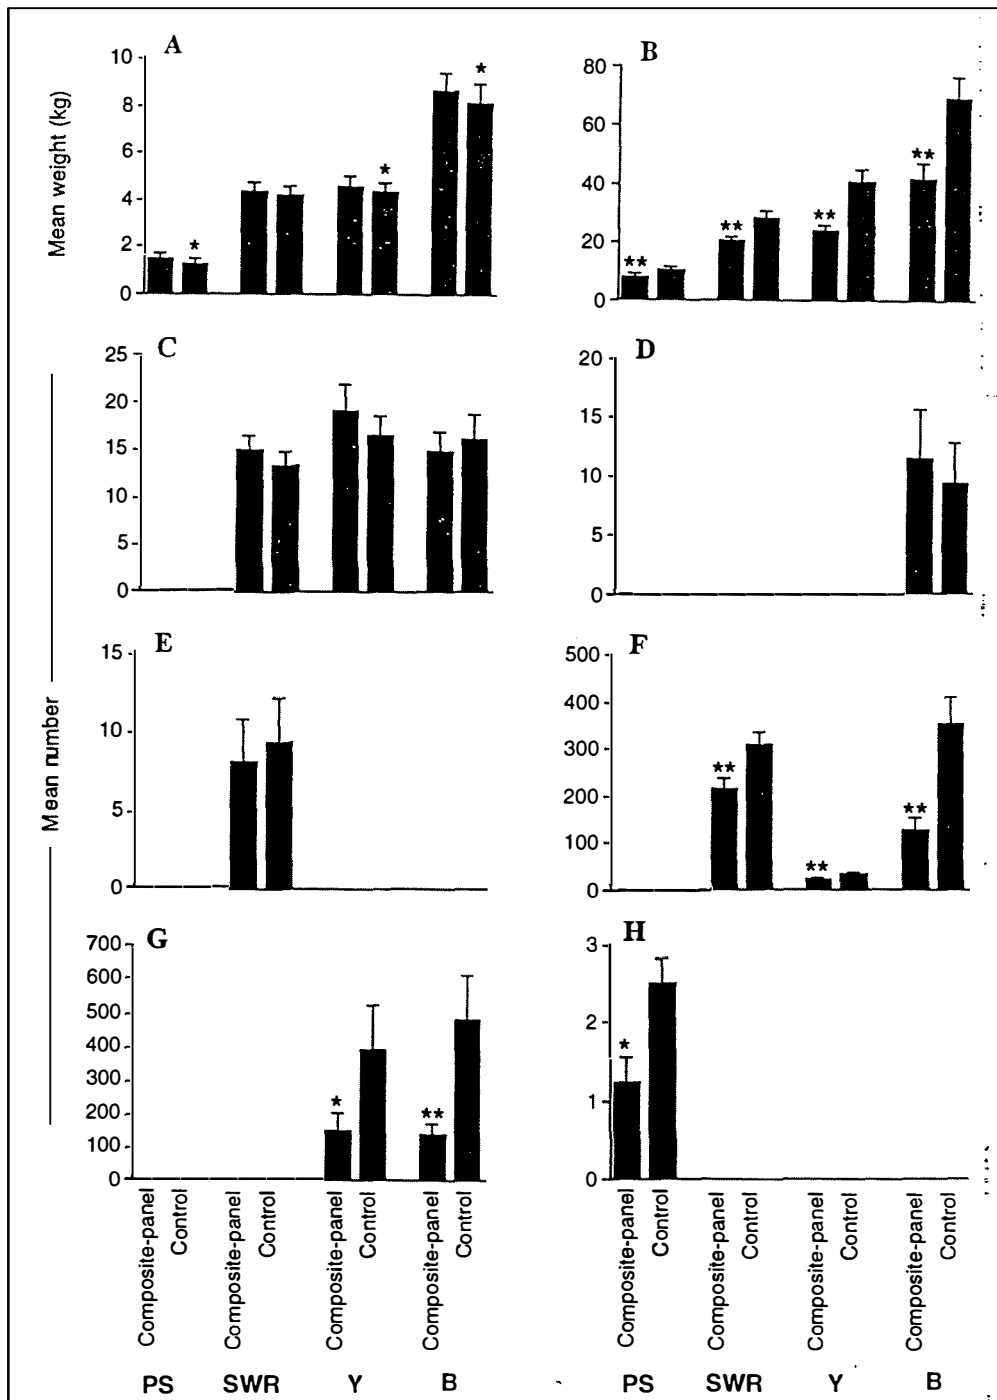 A
Mean weight (kg)
10
8
6
4
2
0
*
*
*
B
80
60
40
20
0
**
**
**
**
C
25
20
15
10
5
0
D
20
15
10
5
0
Mean number
E
15
10
5
0
F
500
400
300
200
100
0
**
**
**
G
700
600
500
400
300
200
100
0
*
**
H
3
2
1
0
*
Composite-panel
Control
Composite-panel
Control
Composite-panel
Control
Composite-panel
Control
PS SWR Y B
Composite-panel
Control
Composite-panel
Control
Composite-panel
Control
Composite-panel
Control
PS SWR Y B